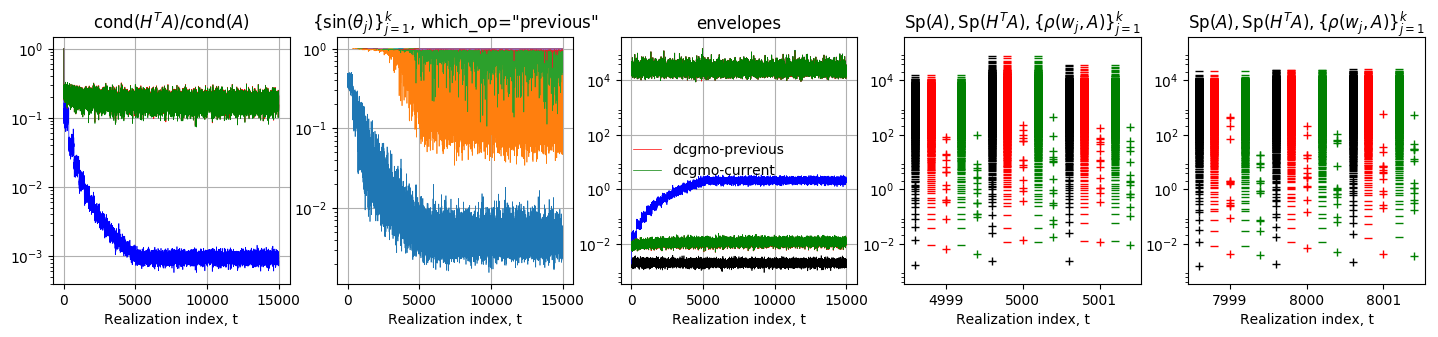 cond(H^T A)/cond(A)
10^0
10^{-1}
10^{-2}
10^{-3}
0 5000 10000 15000
Realization index, t
{sin(θ_j)}_{j=1}^k, which_op="previous"
10^0
10^{-1}
10^{-2}
0 5000 10000 15000
Realization index, t
envelopes
10^4
10^2
10^0
10^{-2}
dcgmo-previous
dcgmo-current
0 5000 10000 15000
Realization index, t
Sp(A), Sp(H^T A), {ρ(w_j, A)}_{j=1}^k
10^4
10^2
10^0
10^{-2}
4999 5000 5001
Realization index, t
Sp(A), Sp(H^T A), {ρ(w_j, A)}_{j=1}^k
10^4
10^2
10^0
10^{-2}
7999 8000 8001
Realization index, t